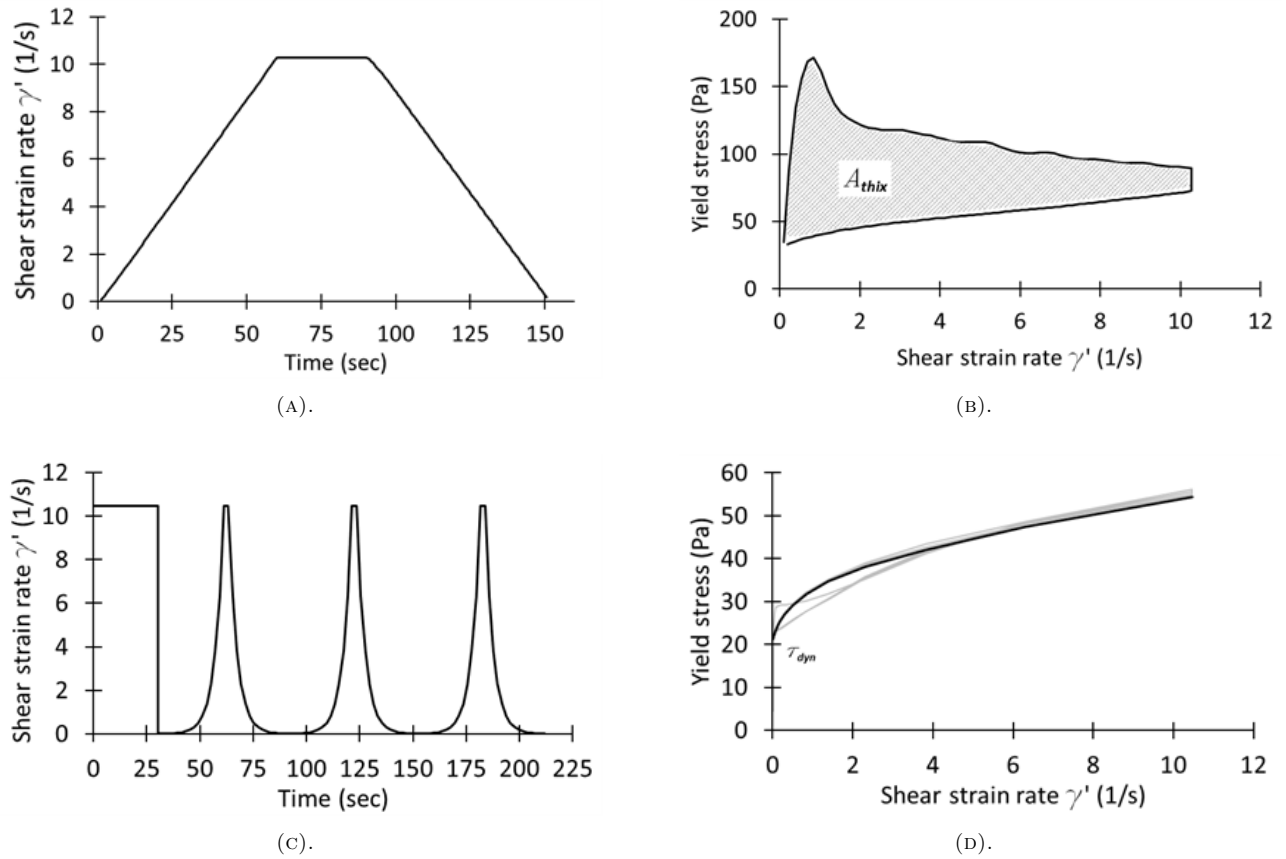 Shear strain rate γ' (1/s)
12
10
8
6
4
2
0
0 25 50 75 100 125 150
Time (sec)
(A).
Yield stress (Pa)
200
150
100
50
0
A_thix
0 2 4 6 8 10 12
Shear strain rate γ' (1/s)
(B).
Shear strain rate γ' (1/s)
12
10
8
6
4
2
0
0 25 50 75 100 125 150 175 200 225
Time (sec)
(C).
Yield stress (Pa)
60
50
40
30
20
10
0
τ_dyn
0 2 4 6 8 10 12
Shear strain rate γ' (1/s)
(D).